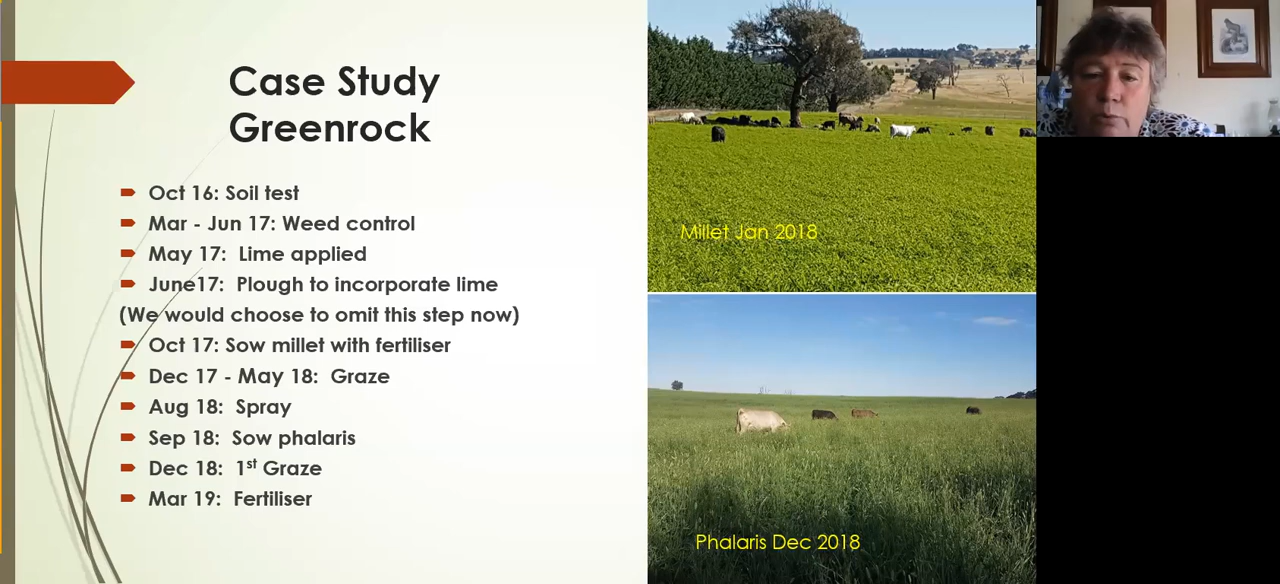 Case Study
Greenrock
Oct 16: Soil test
Mar - Jun 17: Weed control
May 17:  Lime applied
June17:  Plough to incorporate lime
(We would choose to omit this step now)
Oct 17: Sow millet with fertiliser
Dec 17 - May 18:  Graze
Aug 18:  Spray
Sep 18:  Sow phalaris
Dec 18:  1st Graze
Mar 19:  Fertiliser
Millet Jan 2018
Phalaris Dec 2018